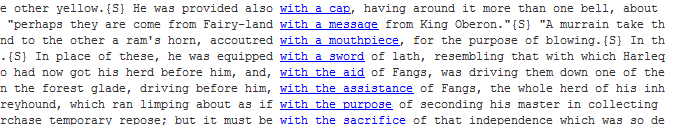 e other yellow.{S} He was provided also with a cap, having around it more than one bell, about
"perhaps they are come from Fairy-land with a message from King Oberon."{S} "A murrain take th
nd to the other a ram's horn, accoutred with a mouthpiece, for the purpose of blowing.{S} In th
.{S} In place of these, he was equipped with a sword of lath, resembling that with which Harleq
o had now got his herd before him, and, with the aid of Fangs, was driving them down one of the
n the forest glade, driving before him, with the assistance of Fangs, the whole herd of his inh
reyhound, which ran limping about as if with the purpose of seconding his master in collecting
rchase temporary repose; but it must be with the sacrifice of that independence which was so de